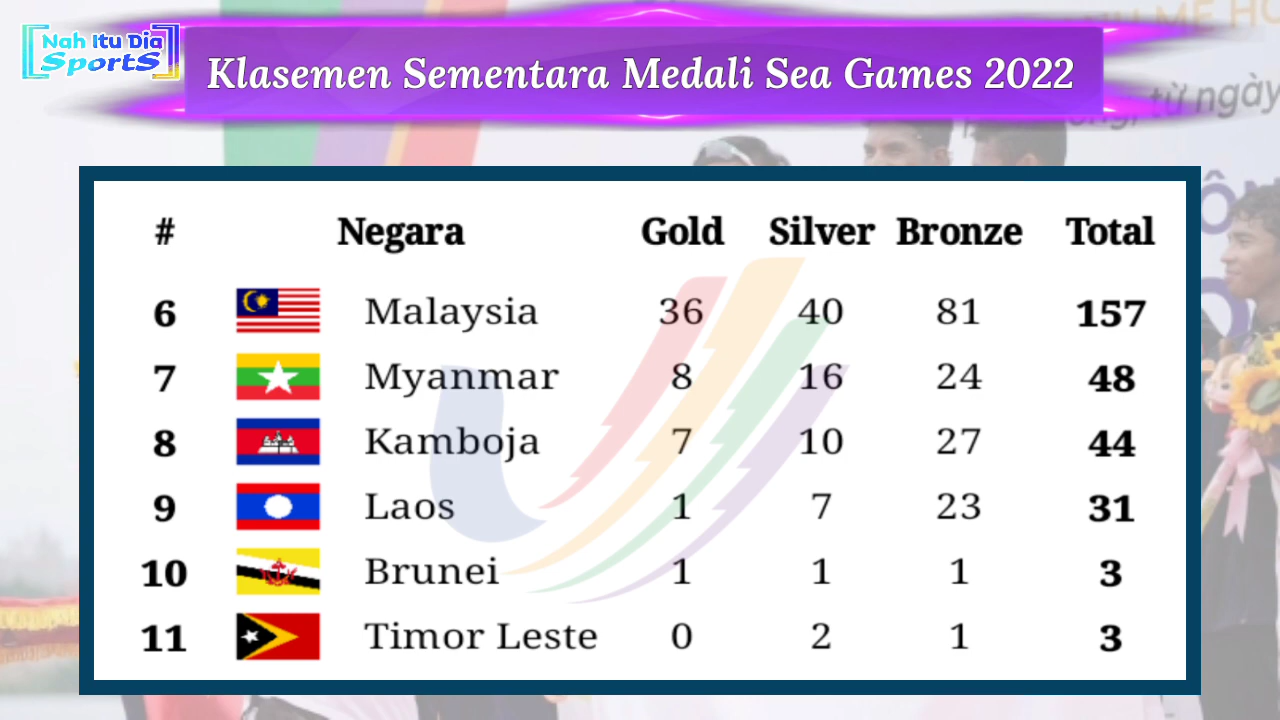 Nah Itu Dia
Sports
Klasemen Sementara Medali Sea Games 2022
từ ngày
# Negara Gold Silver Bronze Total
6 Malaysia 36 40 81 157
7 Myanmar 8 16 24 48
8 Kamboja 7 10 27 44
9 Laos 1 7 23 31
10 Brunei 1 1 1 3
11 Timor Leste 0 2 1 3